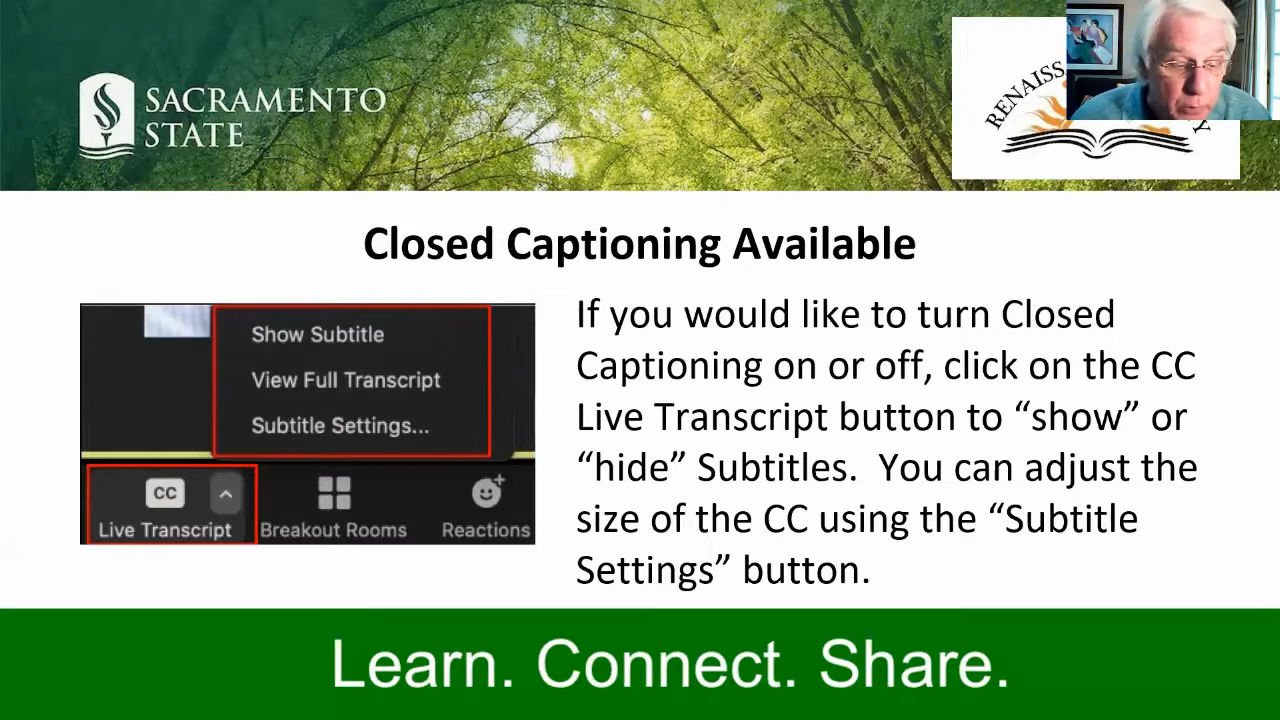 SACRAMENTO
STATE
Closed Captioning Available
Show Subtitle
View Full Transcript
Subtitle Settings...
CC
Live Transcript
Breakout Rooms
Reactions
If you would like to turn Closed
Captioning on or off, click on the CC
Live Transcript button to “show” or
“hide” Subtitles.  You can adjust the
size of the CC using the “Subtitle
Settings” button.
Learn. Connect. Share.